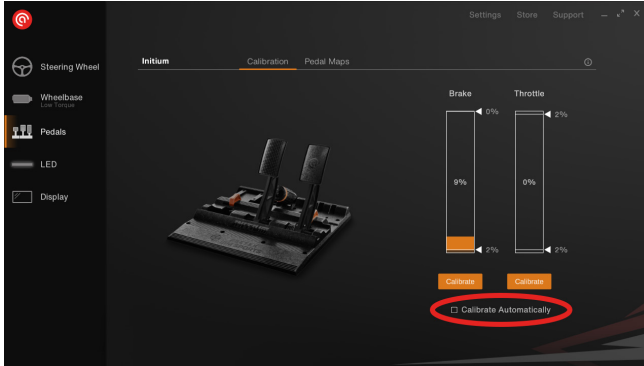 Settings Store Support
Steering Wheel
Wheelbase
Low Torque
Pedals
LED
Display
Initium Calibration Pedal Maps
Brake Throttle
0% 2%
9% 0%
2% 2%
Calibrate Calibrate
Calibrate Automatically